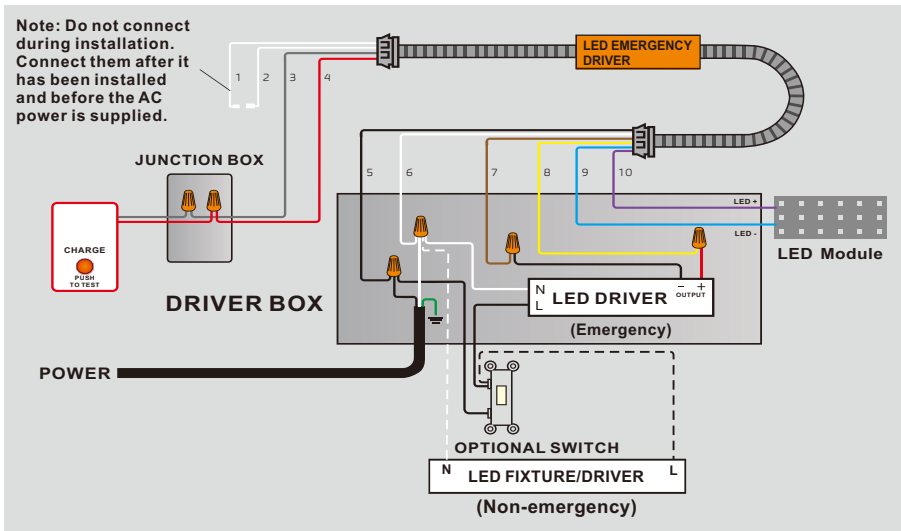 Note: Do not connect
during installation.
Connect them after it
has been installed
and before the AC
power is supplied.
1 2 3 4
LED EMERGENCY
DRIVER
JUNCTION BOX
5 6 7 8 9 10
LED +
LED -
LED Module
CHARGE
PUSH
TO TEST
DRIVER BOX
N
L
LED DRIVER
- +
OUTPUT
(Emergency)
POWER
OPTIONAL SWITCH
N LED FIXTURE/DRIVER L
(Non-emergency)